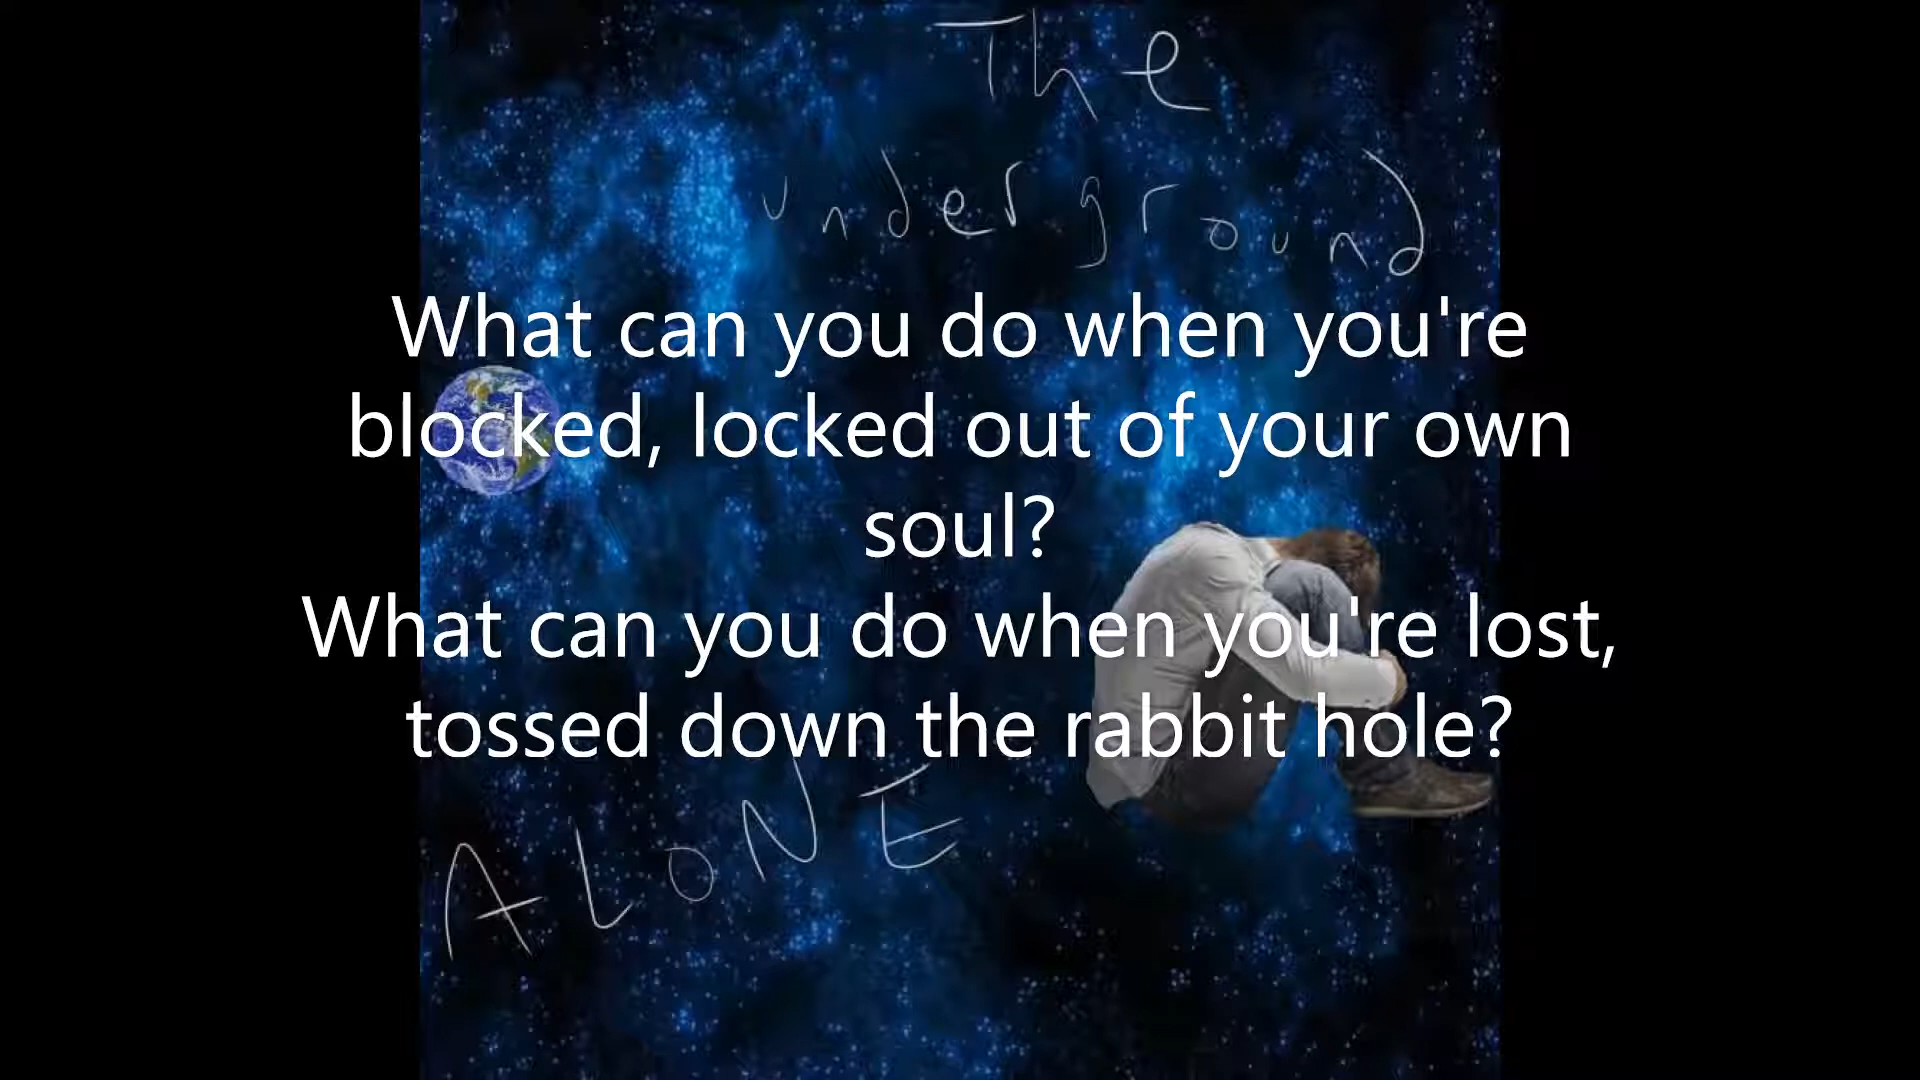 The
underground
What can you do when you're
blocked, locked out of your own
soul?
What can you do when you're lost,
tossed down the rabbit hole?
ALONE